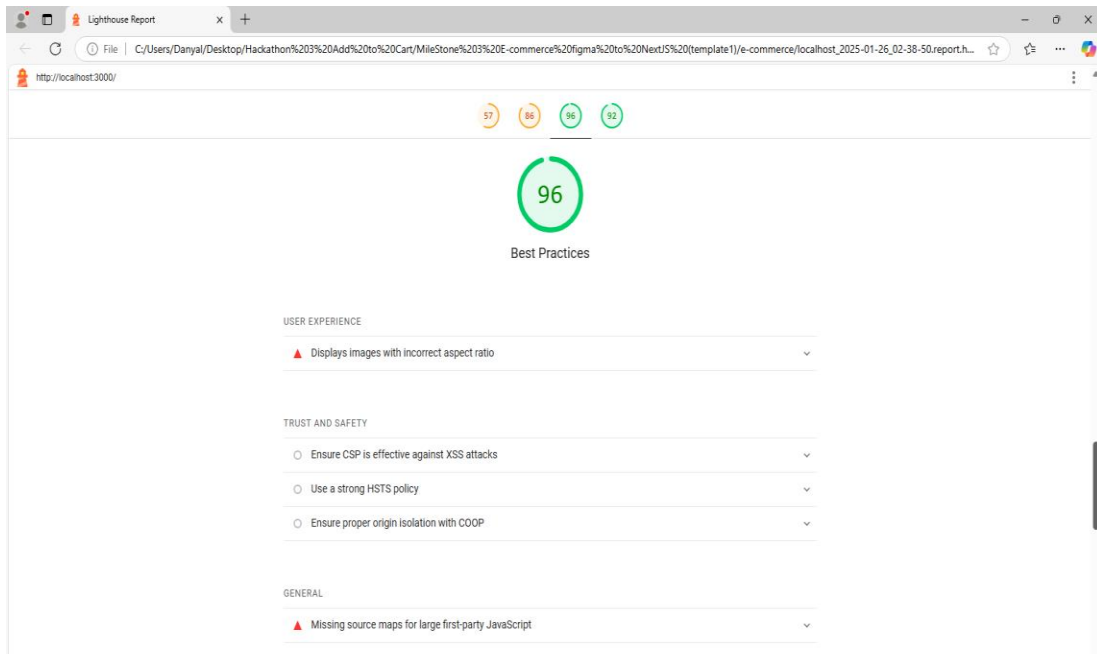 Lighthouse Report
File | C:/Users/Danyal/Desktop/Hackathon%203%20Add%20to%20Cart/MileStone%203%20E-commerce%20figma%20to%20NextJS%20(template1)/e-commerce/localhost_2025-01-26_02-38-50.report.h...
http://localhost:3000/
57 86 96 92
96
Best Practices
USER EXPERIENCE
Displays images with incorrect aspect ratio
TRUST AND SAFETY
Ensure CSP is effective against XSS attacks
Use a strong HSTS policy
Ensure proper origin isolation with COOP
GENERAL
Missing source maps for large first-party JavaScript